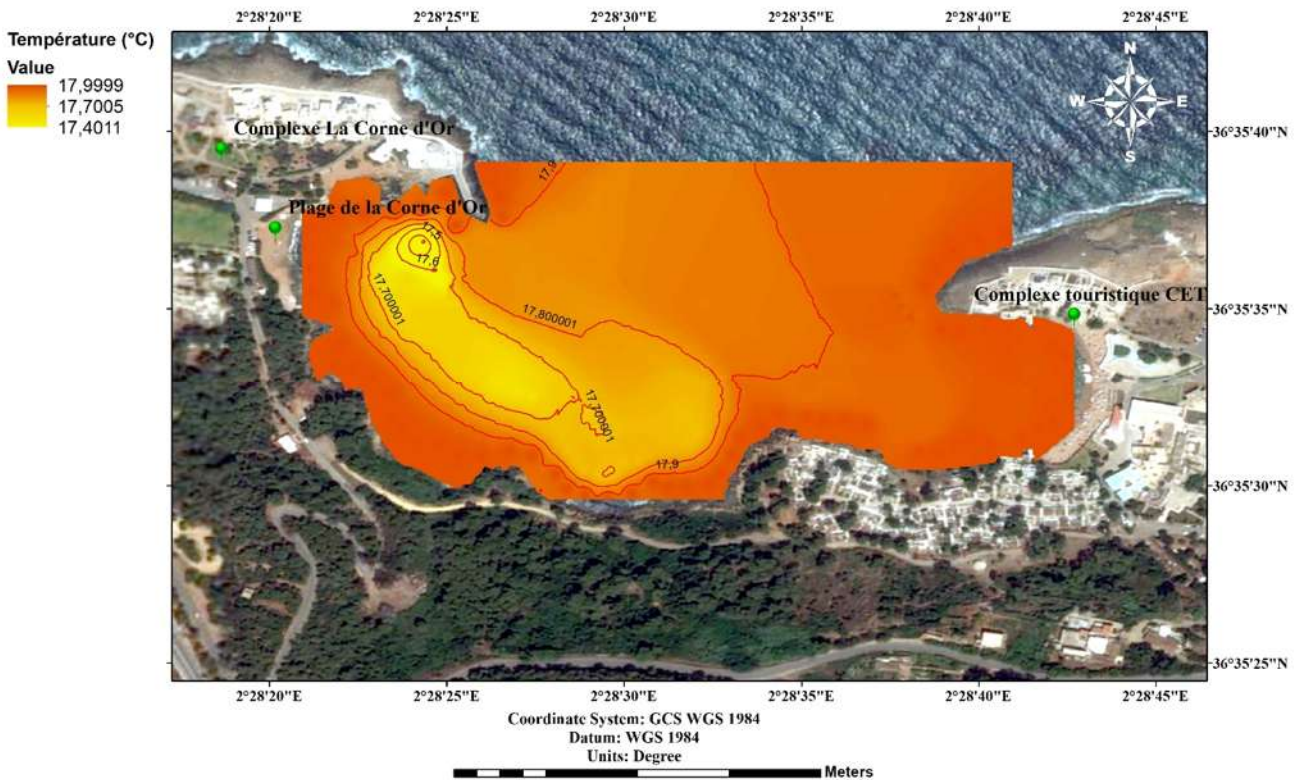 2°28'20"E 2°28'25"E 2°28'30"E 2°28'35"E 2°28'40"E 2°28'45"E
Température (°C)
Value
17,9999
17,7005
17,4011
N
W E
S
Complexe La Corne d'Or
36°35'40"N
17,9
Plage de la Corne d'Or
17,5
17,6
17,700001
17,800001
Complexe touristique CET
36°35'35"N
17,700001
17,9
36°35'30"N
36°35'25"N
2°28'20"E 2°28'25"E 2°28'30"E 2°28'35"E 2°28'40"E 2°28'45"E
Coordinate System: GCS WGS 1984
Datum: WGS 1984
Units: Degree
Meters